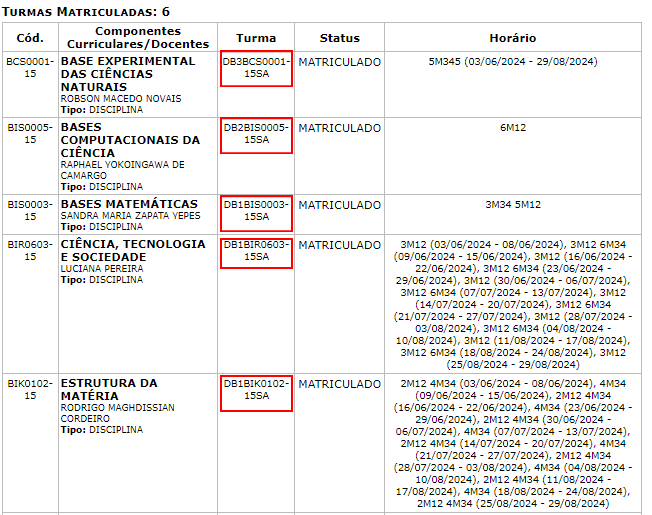 TURMAS MATRICULADAS: 6
Cód.
Componentes
Curriculares/Docentes
Turma
Status
Horário
BCS0001-
15
BASE EXPERIMENTAL
DAS CIÊNCIAS
NATURAIS
ROBSON MACEDO NOVAIS
Tipo: DISCIPLINA
DB3BCS0001-
15SA
MATRICULADO
5M345 (03/06/2024 - 29/08/2024)
BIS0005-
15
BASES
COMPUTACIONAIS DA
CIÊNCIA
RAPHAEL YOKOINGAWA DE
CAMARGO
Tipo: DISCIPLINA
DB2BIS0005-
15SA
MATRICULADO
6M12
BIS0003-
15
BASES MATEMÁTICAS
SANDRA MARIA ZAPATA YEPES
Tipo: DISCIPLINA
DB1BIS0003-
15SA
MATRICULADO
3M34 5M12
BIR0603-
15
CIÊNCIA, TECNOLOGIA
E SOCIEDADE
LUCIANA PEREIRA
Tipo: DISCIPLINA
DB1BIR0603-
15SA
MATRICULADO
3M12 (03/06/2024 - 08/06/2024), 3M12 6M34
(09/06/2024 - 15/06/2024), 3M12 (16/06/2024
- 22/06/2024), 3M12 6M34 (23/06/2024 -
29/06/2024), 3M12 (30/06/2024 - 06/07/2024),
3M12 6M34 (07/07/2024 - 13/07/2024), 3M12
(14/07/2024 - 20/07/2024), 3M12 6M34
(21/07/2024 - 27/07/2024), 3M12 (28/07/2024 -
03/08/2024), 3M12 6M34 (04/08/2024 -
10/08/2024), 3M12 (11/08/2024 - 17/08/2024),
3M12 6M34 (18/08/2024 - 24/08/2024), 3M12
(25/08/2024 - 29/08/2024)
BIK0102-
15
ESTRUTURA DA
MATÉRIA
RODRIGO MAGHDISSIAN
CORDEIRO
Tipo: DISCIPLINA
DB1BIK0102-
15SA
MATRICULADO
2M12 4M34 (03/06/2024 - 08/06/2024), 4M34
(09/06/2024 - 15/06/2024), 2M12 4M34
(16/06/2024 - 22/06/2024), 4M34 (23/06/2024 -
29/06/2024), 2M12 4M34 (30/06/2024 -
06/07/2024), 4M34 (07/07/2024 - 13/07/2024),
2M12 4M34 (14/07/2024 - 20/07/2024), 4M34
(21/07/2024 - 27/07/2024), 2M12 4M34
(28/07/2024 - 03/08/2024), 4M34 (04/08/2024 -
10/08/2024), 2M12 4M34 (11/08/2024 -
17/08/2024), 4M34 (18/08/2024 - 24/08/2024),
2M12 4M34 (25/08/2024 - 29/08/2024)